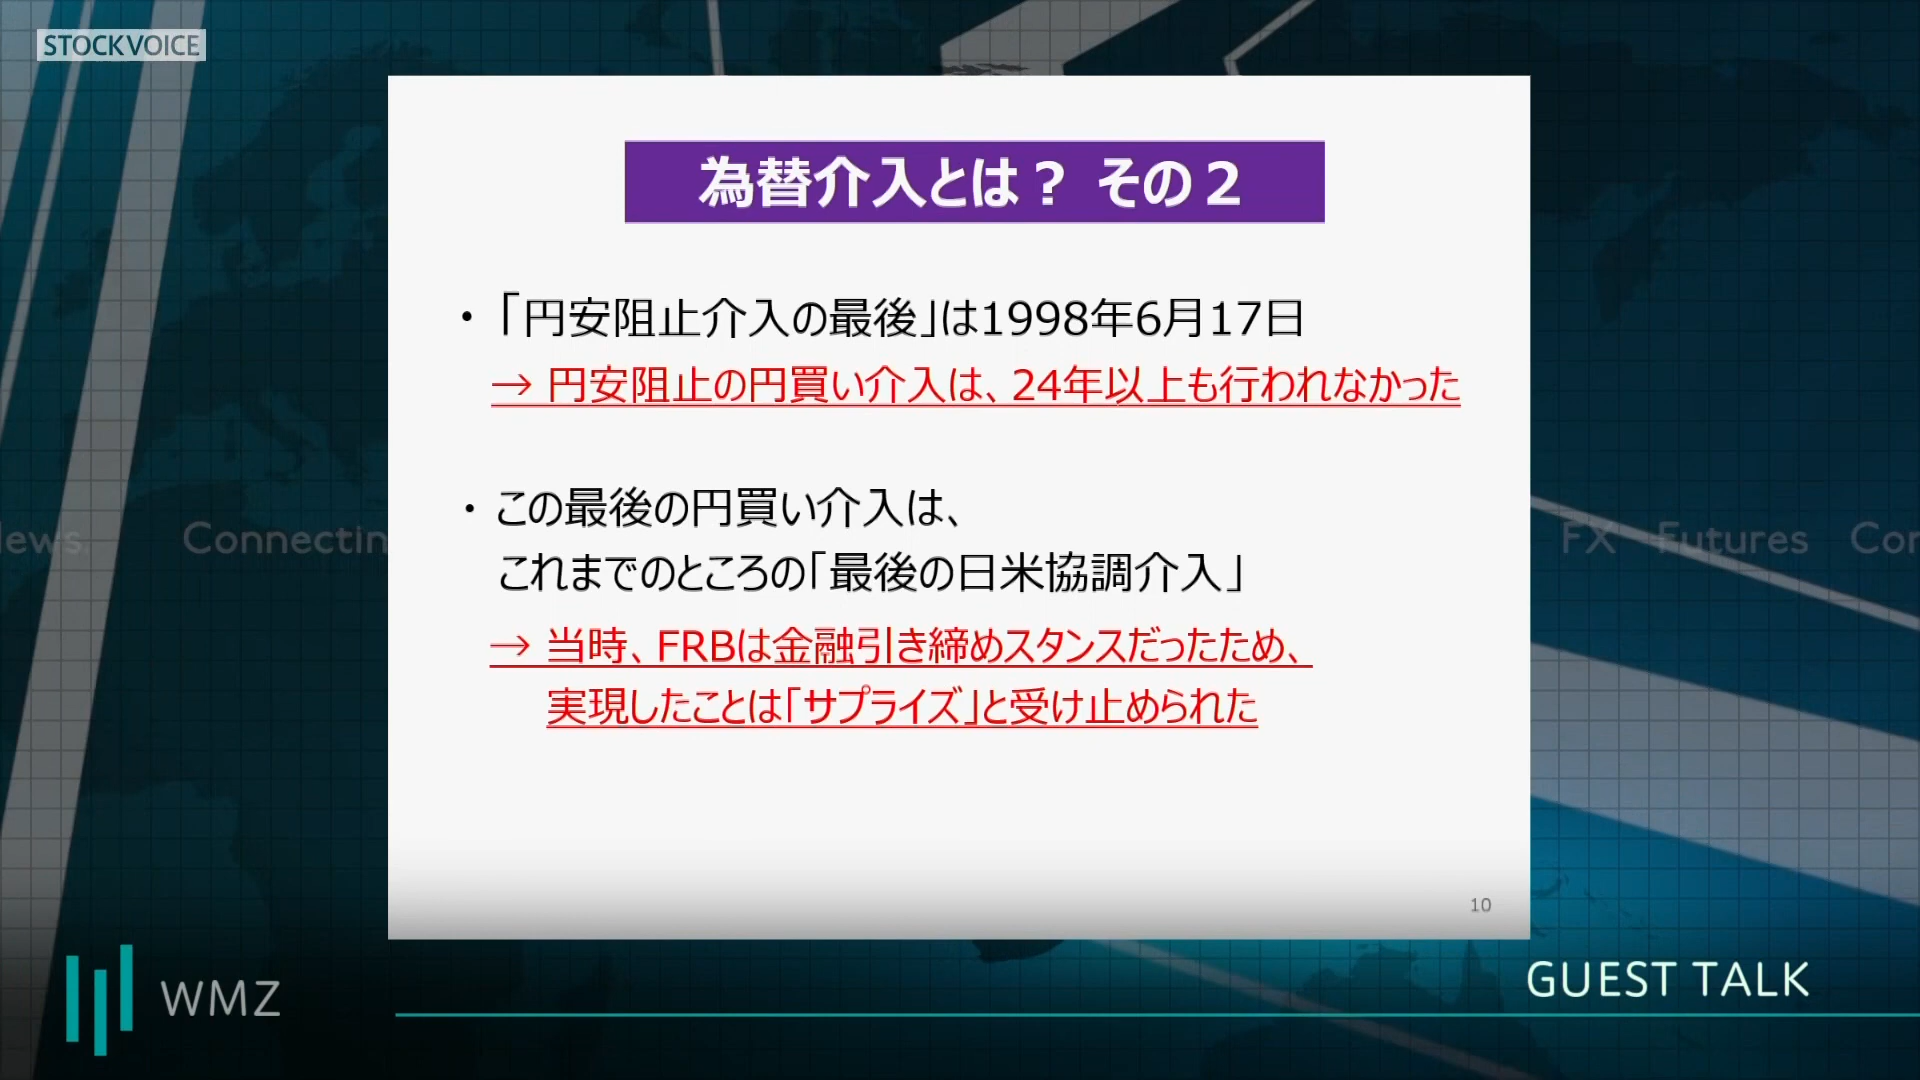 STOCKVOICE
為替介入とは？ その２
・「円安阻止介入の最後」は1998年6月17日
→ 円安阻止の円買い介入は、24年以上も行われなかった
・この最後の円買い介入は、
これまでのところの「最後の日米協調介入」
→ 当時、FRBは金融引き締めスタンスだったため、
実現したことは「サプライズ」と受け止められた
10
Connectin
FX
Futures
WMZ
GUEST TALK